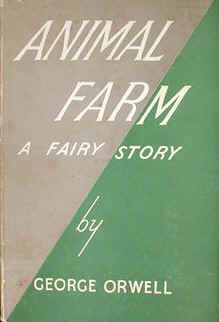 ANIMAL
FARM
A FAIRY STORY
by
GEORGE ORWELL